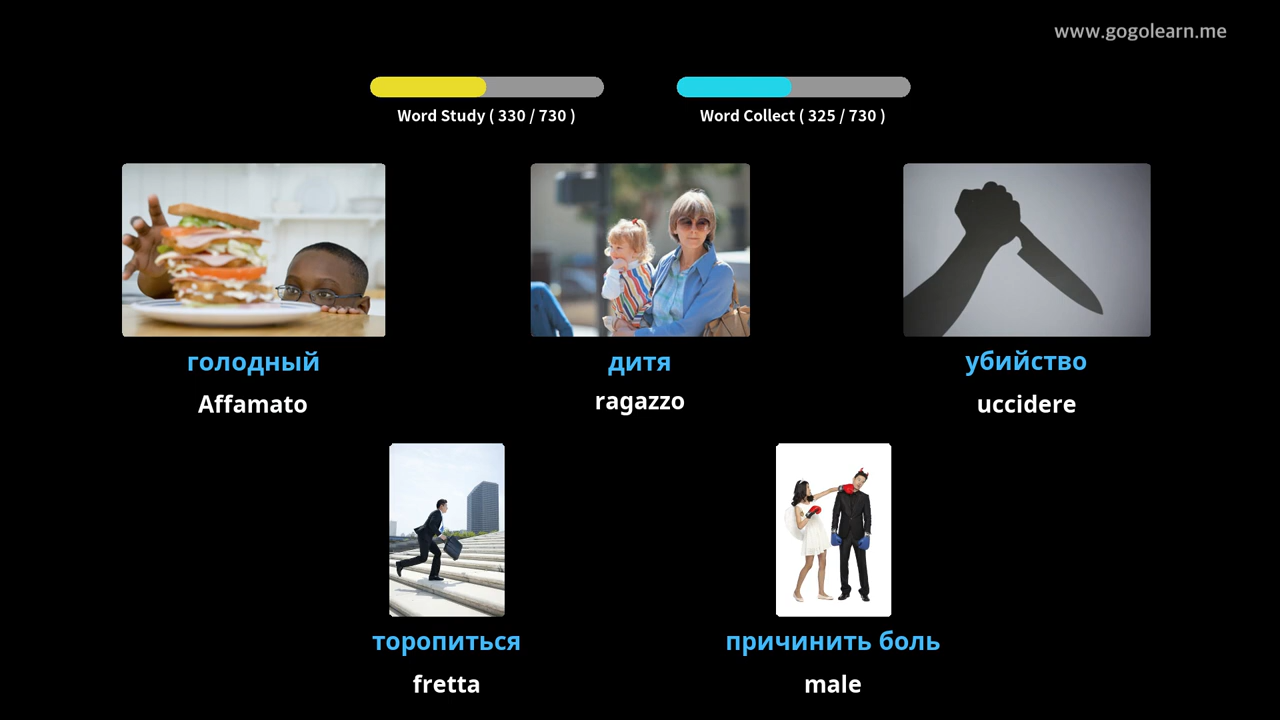 www.gogolearn.me
Word Study ( 330 / 730 )
Word Collect ( 325 / 730 )
голодный
дитя
убийство
Affamato
ragazzo
uccidere
торопиться
причинить боль
fretta
male